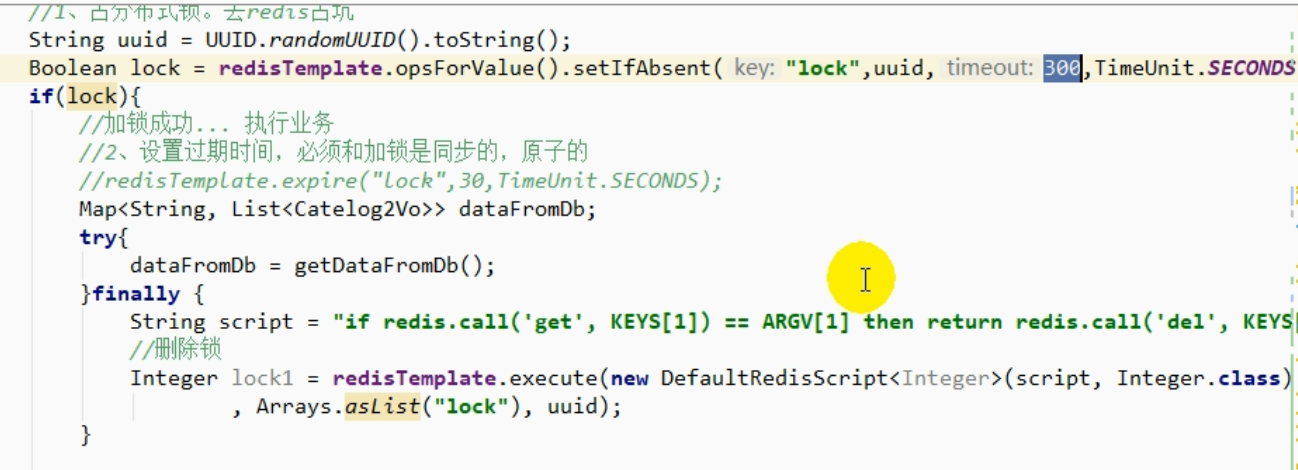 //1、占分布式锁。去redis占坑
String uuid = UUID.randomUUID().toString();
Boolean lock = redisTemplate.opsForValue().setIfAbsent( key: "lock",uuid, timeout: 300,TimeUnit.SECONDS
if(lock){
//加锁成功... 执行业务
//2、设置过期时间，必须和加锁是同步的，原子的
//redisTemplate.expire("lock",30,TimeUnit.SECONDS);
Map<String, List<Catelog2Vo>> dataFromDb;
try{
dataFromDb = getDataFromDb();
}finally {
String script = "if redis.call('get', KEYS[1]) == ARGV[1] then return redis.call('del', KEYS[
//删除锁
Integer lock1 = redisTemplate.execute(new DefaultRedisScript<Integer>(script, Integer.class)
, Arrays.asList("lock"), uuid);
}